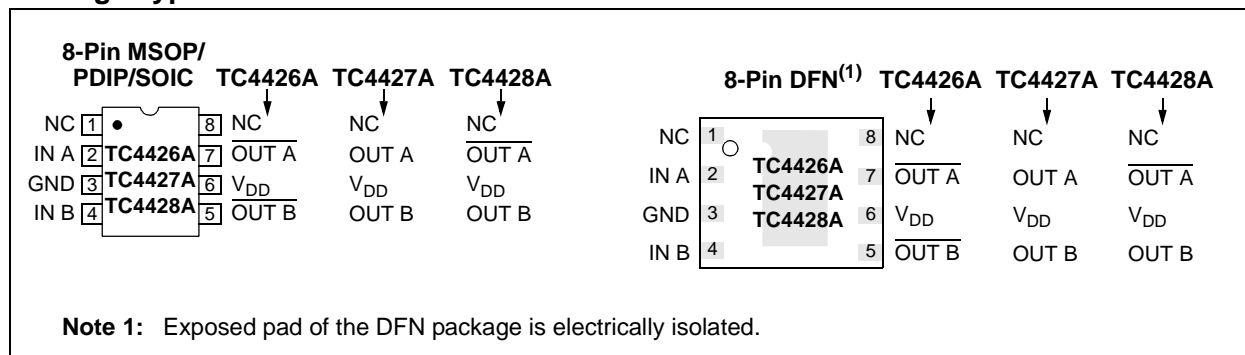 8-Pin MSOP/
PDIP/SOIC TC4426A TC4427A TC4428A
NC 1 8 NC NC NC
IN A 2 TC4426A 7 OUT A OUT A OUT A
GND 3 TC4427A 6 VDD VDD VDD
IN B 4 TC4428A 5 OUT B OUT B OUT B
8-Pin DFN(1) TC4426A TC4427A TC4428A
NC 1 8 NC NC NC
IN A 2 TC4426A 7 OUT A OUT A OUT A
TC4427A
GND 3 TC4428A 6 VDD VDD VDD
IN B 4 5 OUT B OUT B OUT B
Note 1: Exposed pad of the DFN package is electrically isolated.